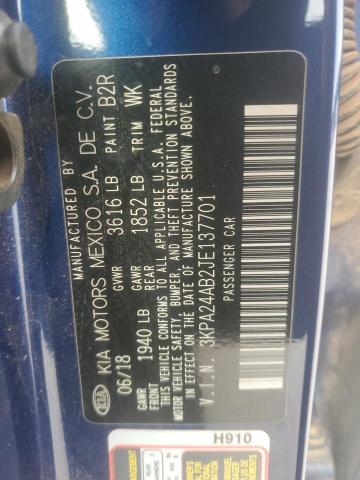 MANUFACTURED BY
KIA KIA MOTORS MEXICO S.A. DE C.V.
06/18 GVWR 3616 LB PAINT B2R
GAWR FRONT 1940 LB GAWR REAR 1852 LB TRIM WK
THIS VEHICLE CONFORMS TO ALL APPLICABLE U.S.A. FEDERAL
MOTOR VEHICLE SAFETY, BUMPER, AND THEFT PREVENTION STANDARDS
IN EFFECT ON THE DATE OF MANUFACTURE SHOWN ABOVE.
V.I.N. 3KPA24AB2JE137701
PASSENGER CAR
H910